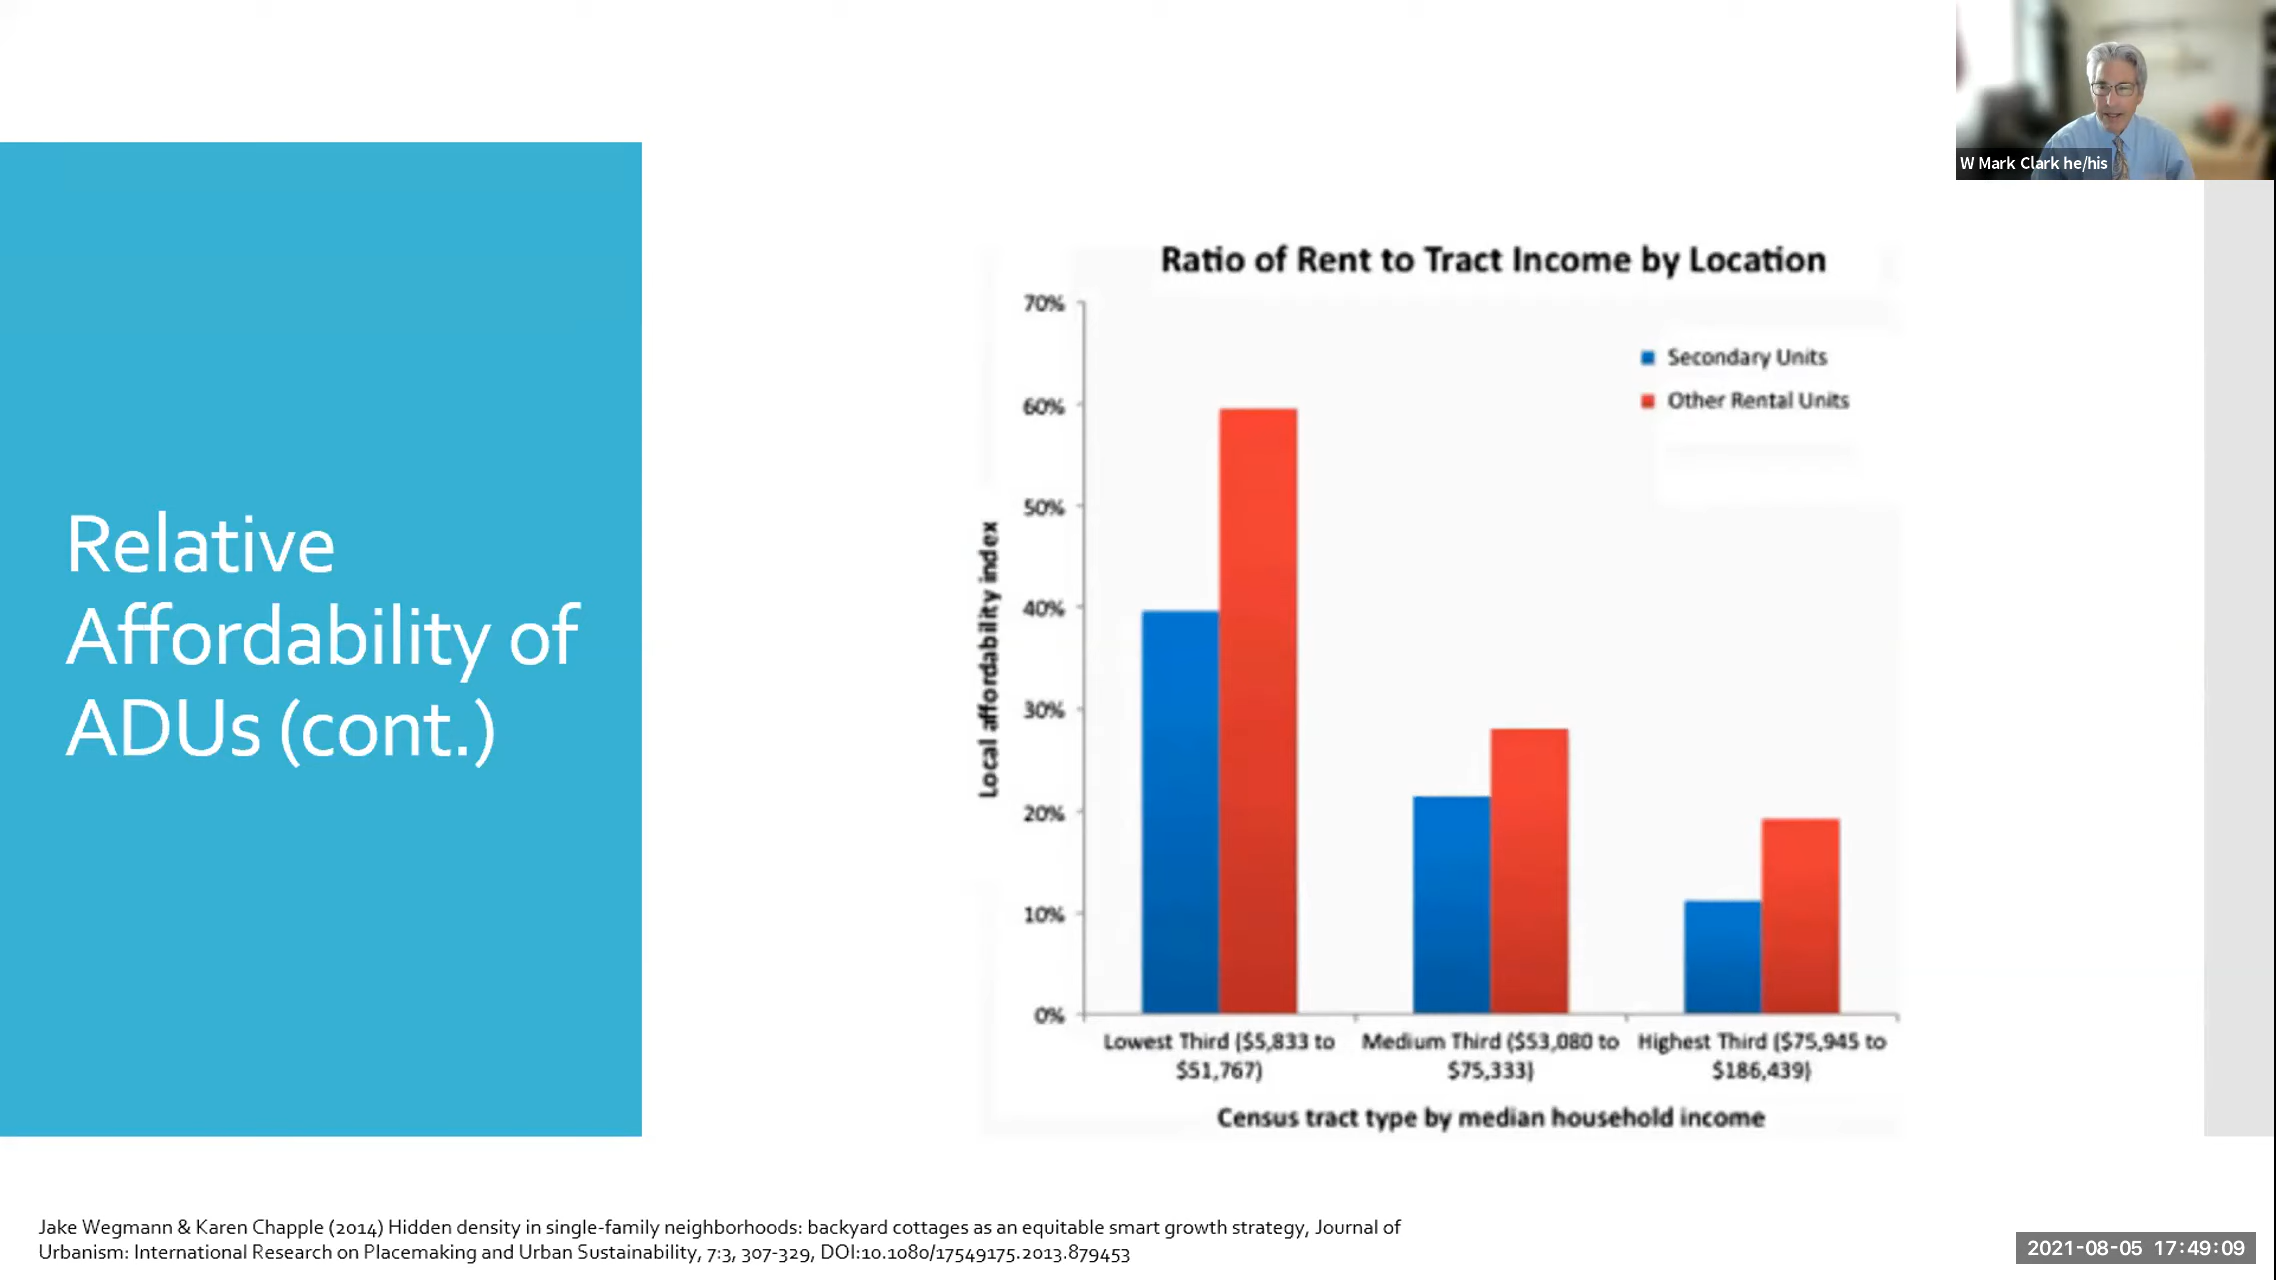 W Mark Clark he/his
Relative
Affordability of
ADUs (cont.)
Ratio of Rent to Tract Income by Location
70%
60%
50%
40%
30%
20%
10%
0%
Local affordability index
Secondary Units
Other Rental Units
Lowest Third ($5,833 to
$51,767)
Medium Third ($53,080 to
$75,333)
Highest Third ($75,945 to
$186,439)
Census tract type by median household income
Jake Wegmann & Karen Chapple (2014) Hidden density in single-family neighborhoods: backyard cottages as an equitable smart growth strategy, Journal of
Urbanism: International Research on Placemaking and Urban Sustainability, 7:3, 307-329, DOI:10.1080/17549175.2013.879453
2021-08-05 17:49:09